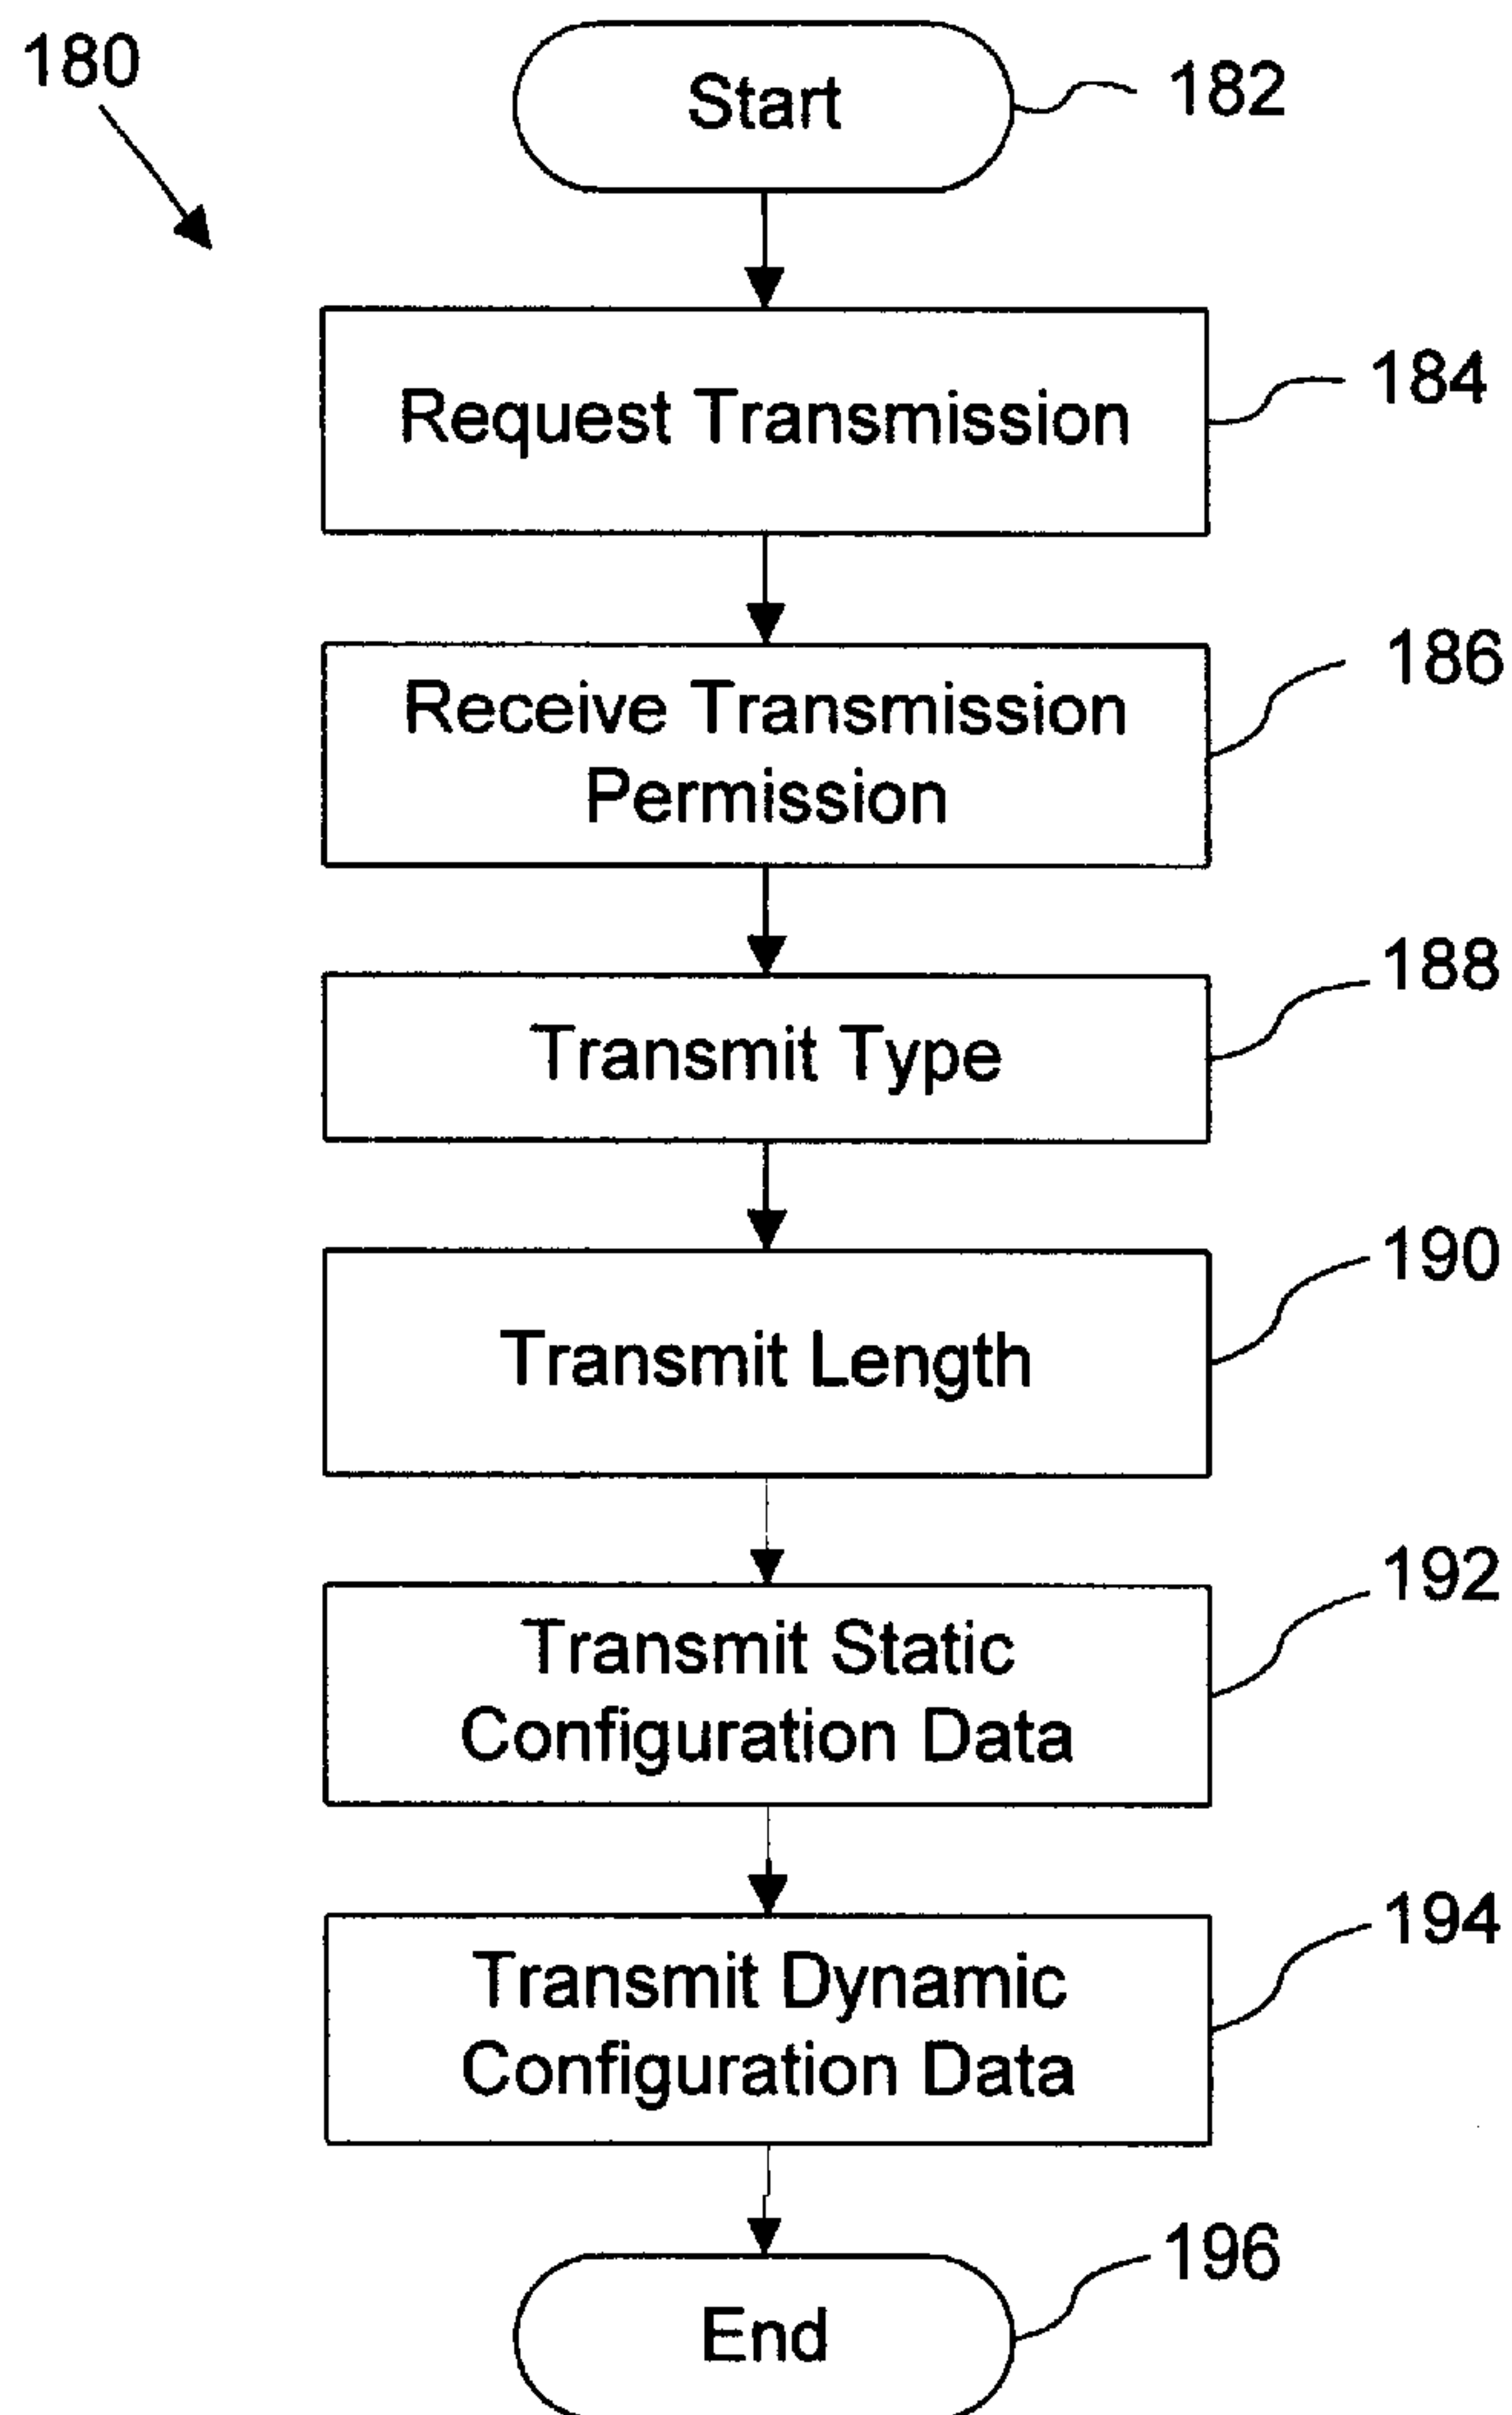 180
Start
182
Request Transmission
184
Receive Transmission
Permission
186
Transmit Type
188
Transmit Length
190
Transmit Static
Configuration Data
192
Transmit Dynamic
Configuration Data
194
End
196